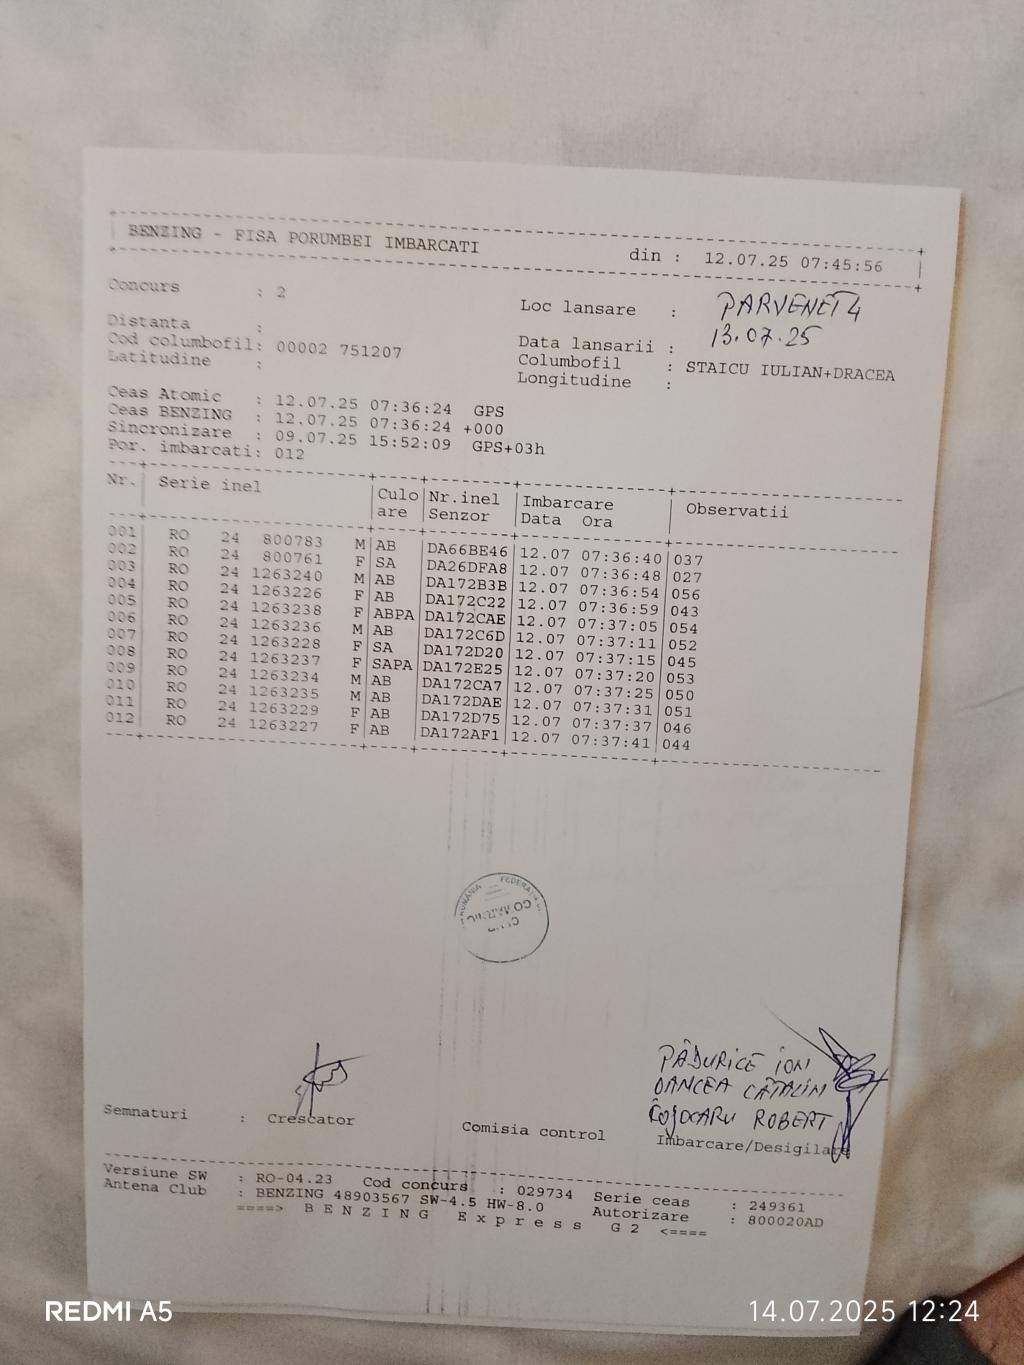 BENZING - FISA PORUMBEI IMBARCATI din : 12.07.25 07:45:56
Concurs : 2 Loc lansare : PARVENET 4
Distanta : Data lansarii : 13.07.25
Cod columbofil: 00002 751207 Columbofil : STAICU IULIAN+DRACEA
Latitudine : Longitudine :
Ceas Atomic : 12.07.25 07:36:24 GPS
Ceas BENZING : 12.07.25 07:36:24 +000
Sincronizare : 09.07.25 15:52:09 GPS+03h
Por. imbarcati: 012
Nr. Serie inel Culo Nr.inel Imbarcare Observatii
are Senzor Data Ora
001 RO 24 800783 M AB DA66BE46 12.07 07:36:40 037
002 RO 24 800761 F SA DA26DFA8 12.07 07:36:48 027
003 RO 24 1263240 M AB DA172B3B 12.07 07:36:54 056
004 RO 24 1263226 F AB DA172C22 12.07 07:36:59 043
005 RO 24 1263238 F ABPA DA172CAE 12.07 07:37:05 054
006 RO 24 1263236 M AB DA172C6D 12.07 07:37:11 052
007 RO 24 1263228 F SA DA172D20 12.07 07:37:15 045
008 RO 24 1263237 F SAPA DA172E25 12.07 07:37:20 053
009 RO 24 1263234 M AB DA172CA7 12.07 07:37:25 050
010 RO 24 1263235 M AB DA172DAE 12.07 07:37:31 051
011 RO 24 1263229 F AB DA172D75 12.07 07:37:37 046
012 RO 24 1263227 F AB DA172AF1 12.07 07:37:41 044
ROMÂNIA FEDERAȚIA
PĂDURICE ION
OANCEA CĂTĂLIN
COJOCARU ROBERT
Semnaturi : Crescator Comisia control Imbarcare/Desigilare
Versiune SW : RO-04.23 Cod concurs : 029734 Serie ceas : 249361
Antena Club : BENZING 48903567 SW-4.5 HW-8.0 Autorizare : 800020AD
====> B E N Z I N G E x p r e s s G 2 <====
REDMI A5 14.07.2025 12:24